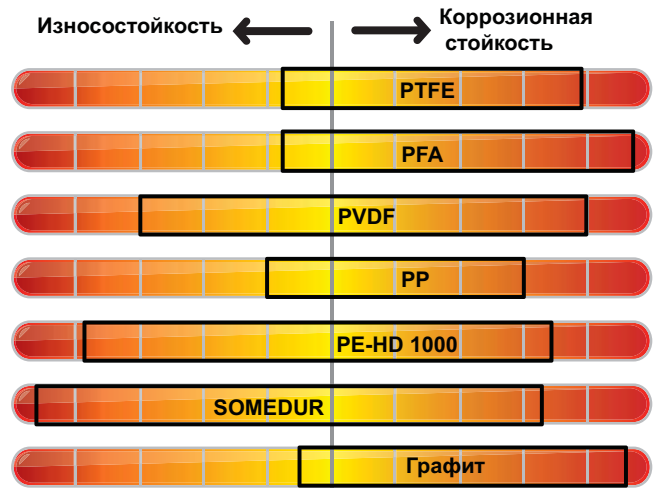 Износостойкость
Коррозионная
стойкость
PTFE
PFA
PVDF
PP
PE-HD 1000
SOMEDUR
Графит